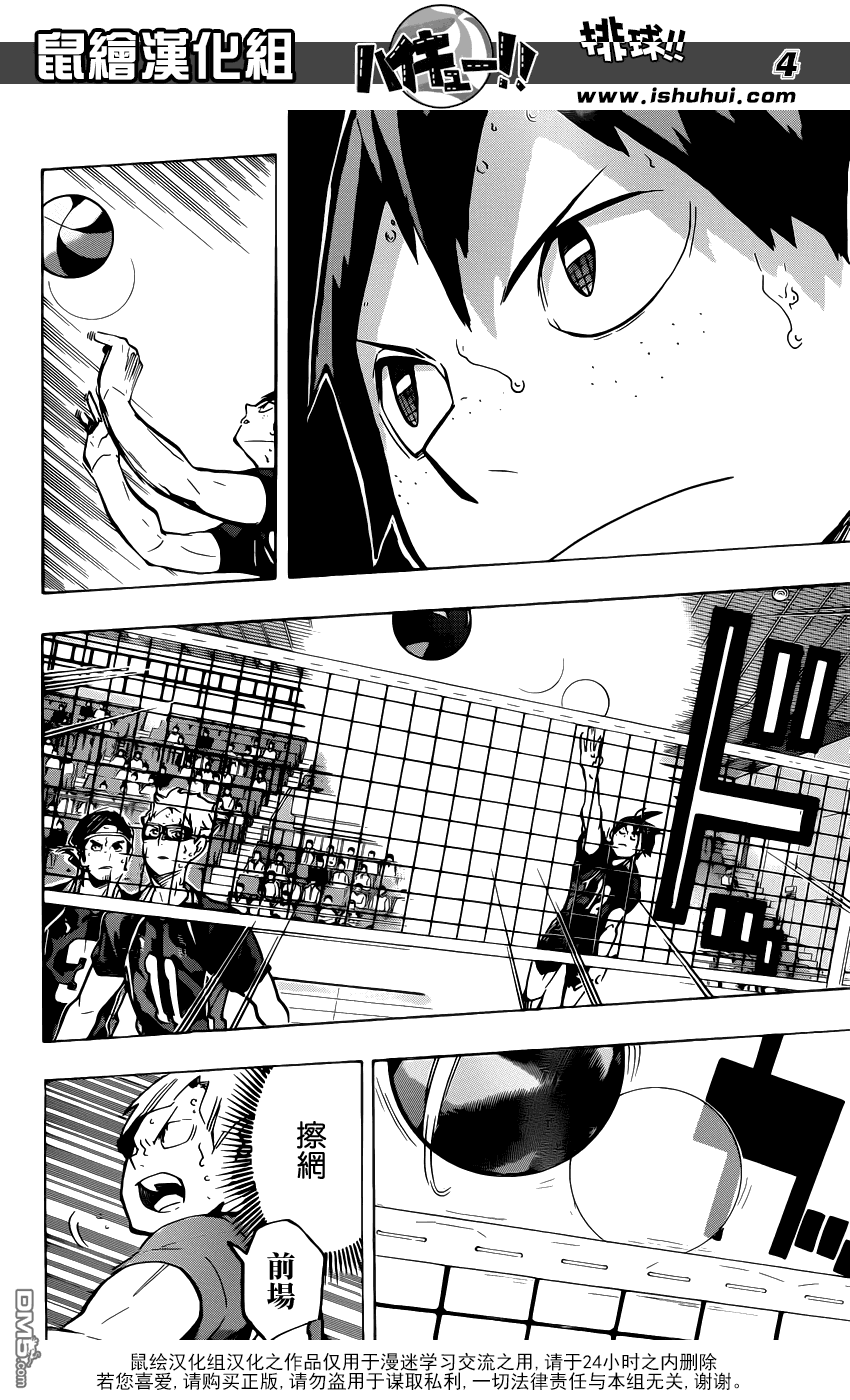 鼠繪漢化組
ハイキュー!!
排球!!
4
www.ishuhui.com
擦網
前場
鼠绘汉化组汉化之作品仅用于漫迷学习交流之用, 请于24小时之内删除
若您喜爱, 请购买正版, 请勿盗用于谋取私利, 一切法律责任与本组无关, 谢谢。
DM5.com